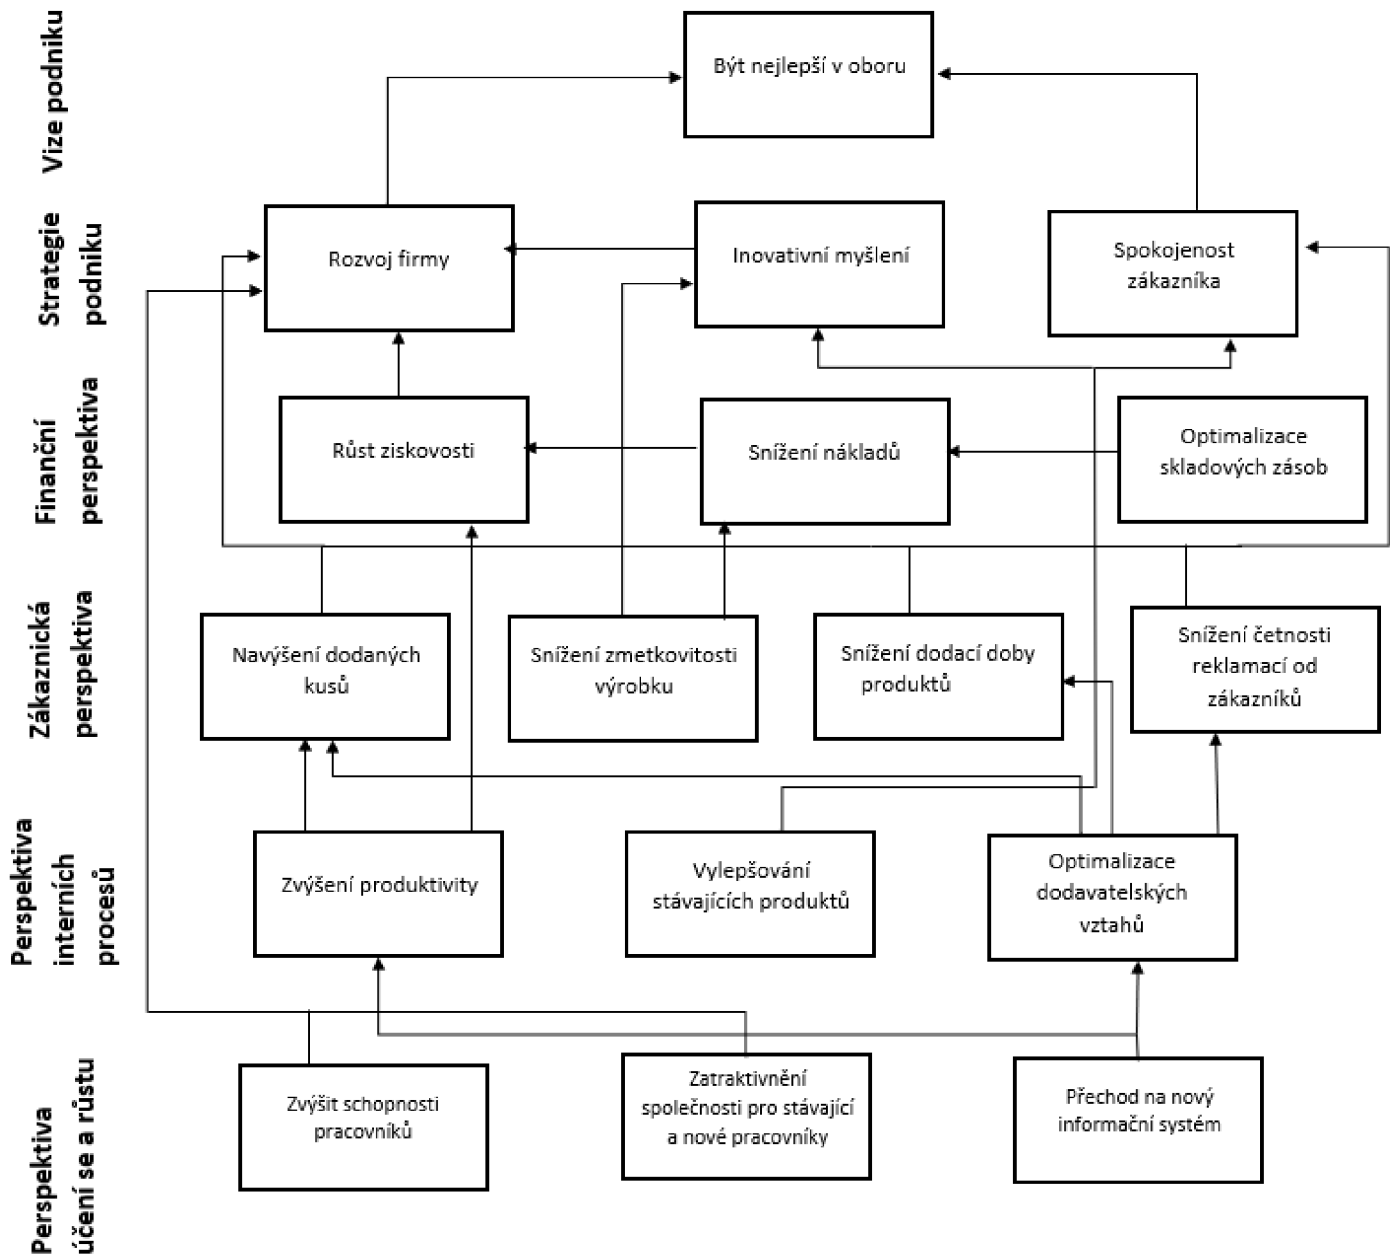 Vize podniku
Být nejlepší v oboru
Strategie
podniku
Rozvoj firmy
Inovativní myšlení
Spokojenost
zákazníka
Finanční
perspektiva
Růst ziskovosti
Snížení nákladů
Optimalizace
skladových zásob
Zákaznická
perspektiva
Navýšení dodaných
kusů
Snížení zmetkovitosti
výrobku
Snížení dodací doby
produktů
Snížení četnosti
reklamací od
zákazníků
Perspektiva
interních
procesů
Zvýšení produktivity
Vylepšování
stávajících produktů
Optimalizace
dodavatelských
vztahů
Perspektiva
účení se a růstu
Zvýšit schopnosti
pracovníků
Zatraktivnění
společnosti pro stávající
a nové pracovníky
Přechod na nový
informační systém